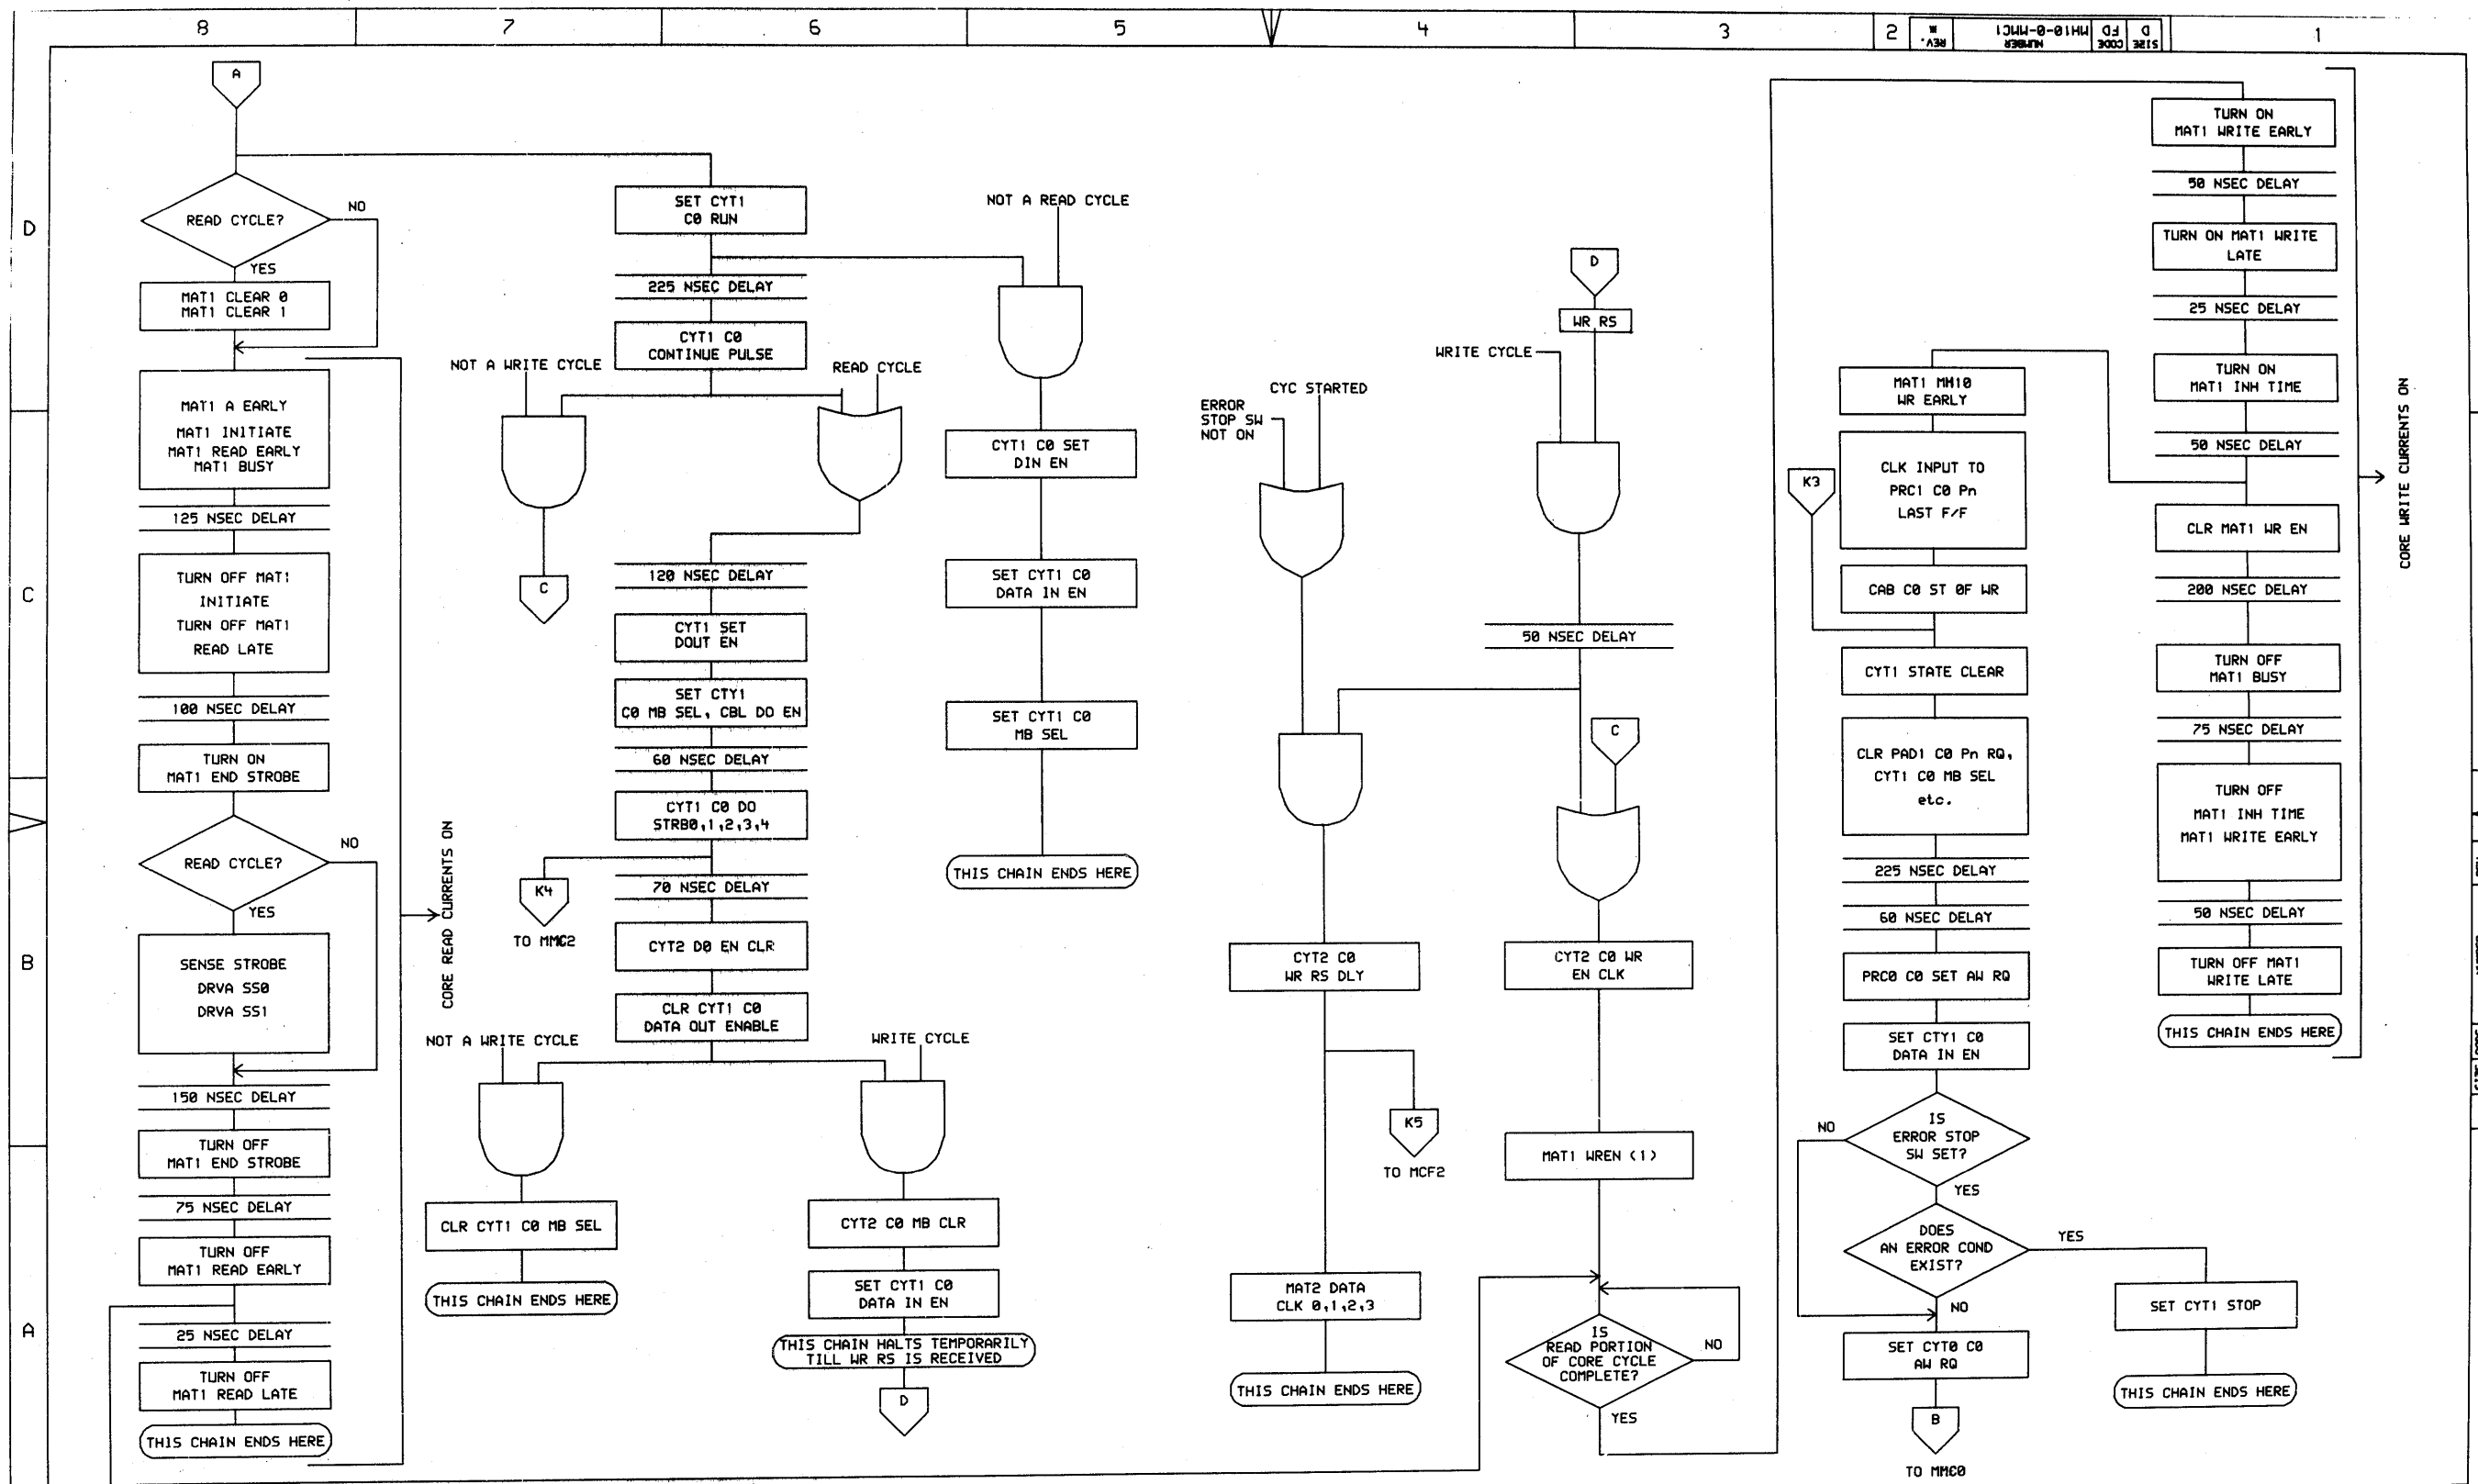 8
7
6
5
4
3
2
1
REV.
NUMBER
MH10-0-MMC1
CODE
FD
SIZE
D
D
C
B
A
A
READ CYCLE?
NO
YES
MAT1 CLEAR 0
MAT1 CLEAR 1
MAT1 A EARLY
MAT1 INITIATE
MAT1 READ EARLY
MAT1 BUSY
125 NSEC DELAY
TURN OFF MAT1
INITIATE
TURN OFF MAT1
READ LATE
100 NSEC DELAY
TURN ON
MAT1 END STROBE
READ CYCLE?
NO
YES
SENSE STROBE
DRVA SS0
DRVA SS1
150 NSEC DELAY
TURN OFF
MAT1 END STROBE
75 NSEC DELAY
TURN OFF
MAT1 READ EARLY
25 NSEC DELAY
TURN OFF
MAT1 READ LATE
THIS CHAIN ENDS HERE
CORE READ CURRENTS ON
SET CYT1
C0 RUN
225 NSEC DELAY
CYT1 C0
CONTINUE PULSE
NOT A WRITE CYCLE
READ CYCLE
C
120 NSEC DELAY
CYT1 SET
DOUT EN
SET CTY1
C0 MB SEL, CBL DO EN
60 NSEC DELAY
CYT1 C0 DO
STRB0,1,2,3,4
K4
TO MMC2
70 NSEC DELAY
CYT2 D0 EN CLR
CLR CYT1 C0
DATA OUT ENABLE
NOT A WRITE CYCLE
WRITE CYCLE
CLR CYT1 C0 MB SEL
THIS CHAIN ENDS HERE
CYT2 C0 MB CLR
SET CYT1 C0
DATA IN EN
THIS CHAIN HALTS TEMPORARILY
TILL WR RS IS RECEIVED
D
NOT A READ CYCLE
CYT1 C0 SET
DIN EN
SET CYT1 C0
DATA IN EN
SET CYT1 C0
MB SEL
THIS CHAIN ENDS HERE
ERROR
STOP SW
NOT ON
CYC STARTED
CYT2 C0
WR RS DLY
K5
TO MCF2
MAT2 DATA
CLK 0,1,2,3
THIS CHAIN ENDS HERE
D
WR RS
WRITE CYCLE
50 NSEC DELAY
C
CYT2 C0 WR
EN CLK
MAT1 WREN (1)
IS
READ PORTION
OF CORE CYCLE
COMPLETE?
NO
YES
K3
MAT1 MH10
WR EARLY
CLK INPUT TO
PRC1 C0 Pn
LAST F/F
CAB C0 ST 0F WR
CYT1 STATE CLEAR
CLR PAD1 C0 Pn RQ,
CYT1 C0 MB SEL
etc.
225 NSEC DELAY
60 NSEC DELAY
PRC0 C0 SET AW RQ
SET CTY1 C0
DATA IN EN
IS
ERROR STOP
SW SET?
NO
YES
DOES
AN ERROR COND
EXIST?
YES
NO
SET CYT1 STOP
THIS CHAIN ENDS HERE
SET CYT0 C0
AW RQ
B
TO MMC0
TURN ON
MAT1 WRITE EARLY
50 NSEC DELAY
TURN ON MAT1 WRITE
LATE
25 NSEC DELAY
TURN ON
MAT1 INH TIME
50 NSEC DELAY
CLR MAT1 WR EN
200 NSEC DELAY
TURN OFF
MAT1 BUSY
75 NSEC DELAY
TURN OFF
MAT1 INH TIME
MAT1 WRITE EARLY
50 NSEC DELAY
TURN OFF MAT1
WRITE LATE
THIS CHAIN ENDS HERE
CORE WRITE CURRENTS ON